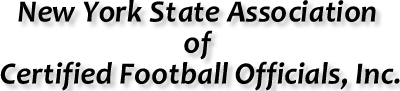 New York State Association
of
Certified Football Officials, Inc.